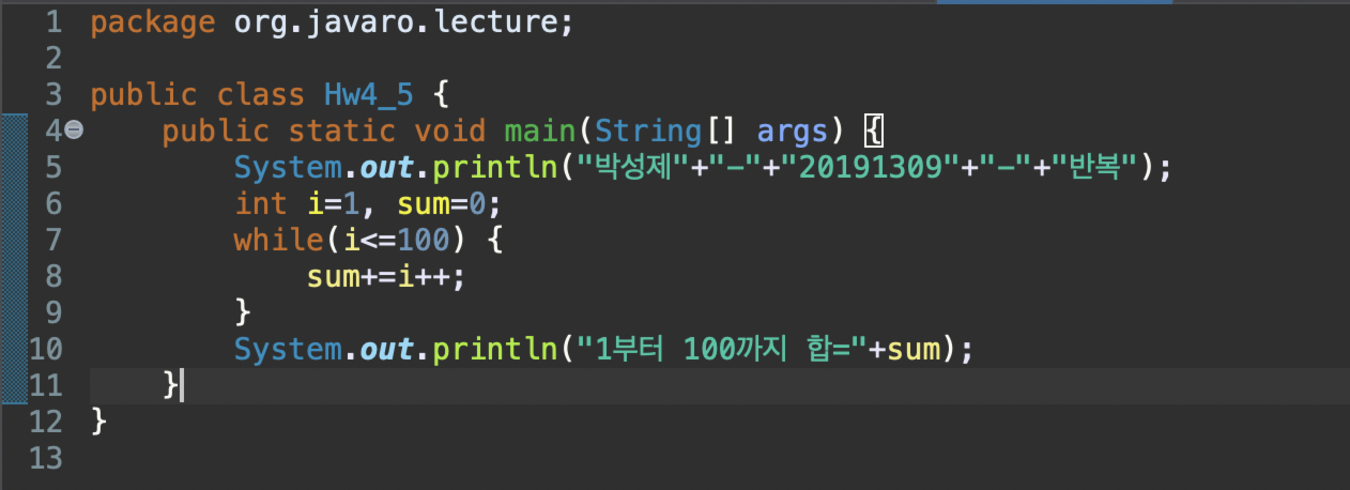 1 package org.javaro.lecture;
2
3 public class Hw4_5 {
4 public static void main(String[] args) {
5 System.out.println("박성제"+"-"+"20191309"+"-"+"반복");
6 int i=1, sum=0;
7 while(i<=100) {
8 sum+=i++;
9 }
10 System.out.println("1부터 100까지 합="+sum);
11 }
12 }
13